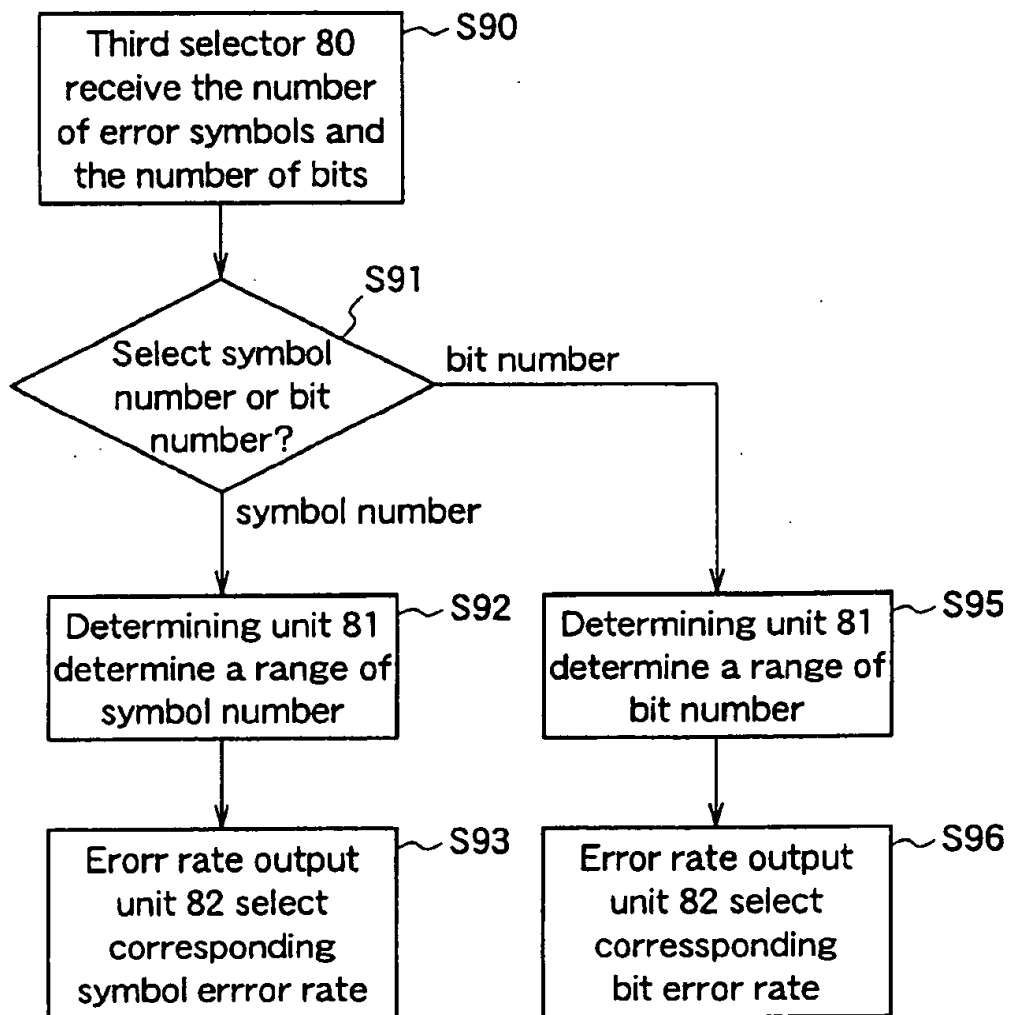 Third selector 80
receive the number
of error symbols and
the number of bits
S90
S91
Select symbol
number or bit
number?
bit number
symbol number
Determining unit 81
determine a range of
symbol number
S92
Determining unit 81
determine a range of
bit number
S95
Erorr rate output
unit 82 select
corresponding
symbol errror rate
S93
Error rate output
unit 82 select
corressponding
bit error rate
S96